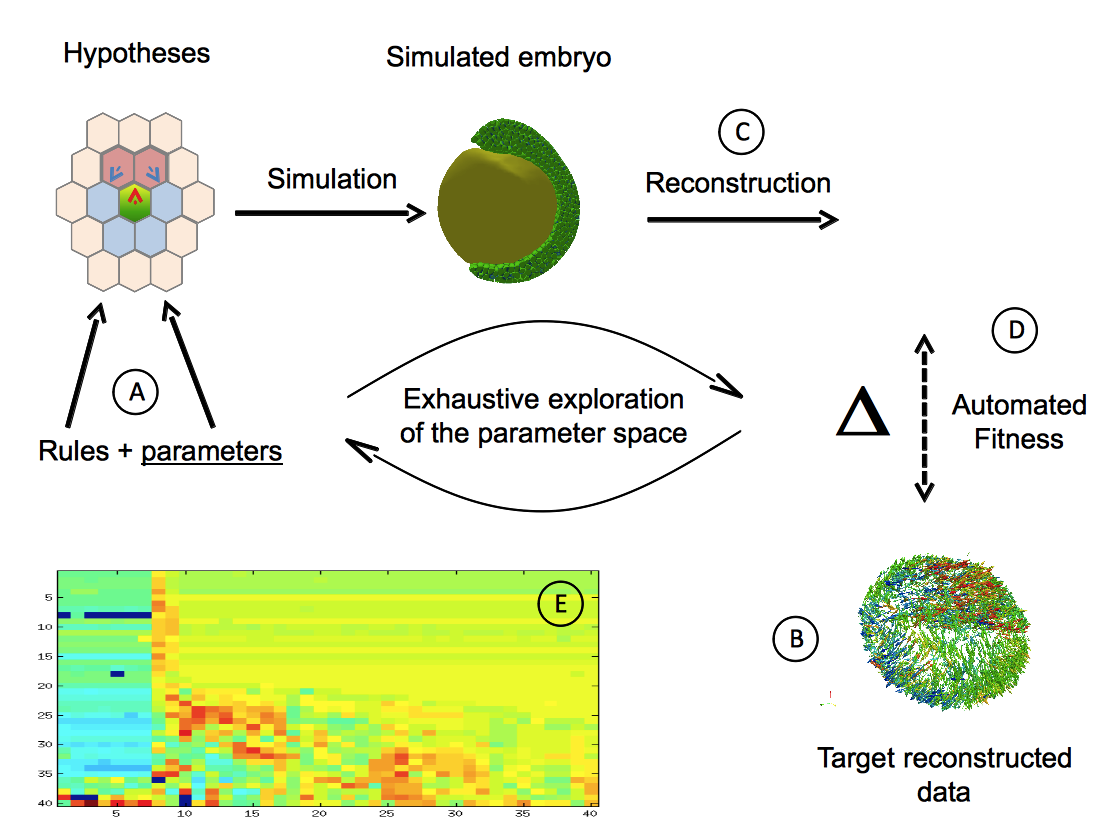 Hypotheses
Simulated embryo
C
Simulation
Reconstruction
D
A
Exhaustive exploration
of the parameter space
Δ
Automated
Fitness
Rules + parameters
E
B
5
10
15
20
25
30
35
40
5
10
15
20
25
30
35
40
Target reconstructed
data